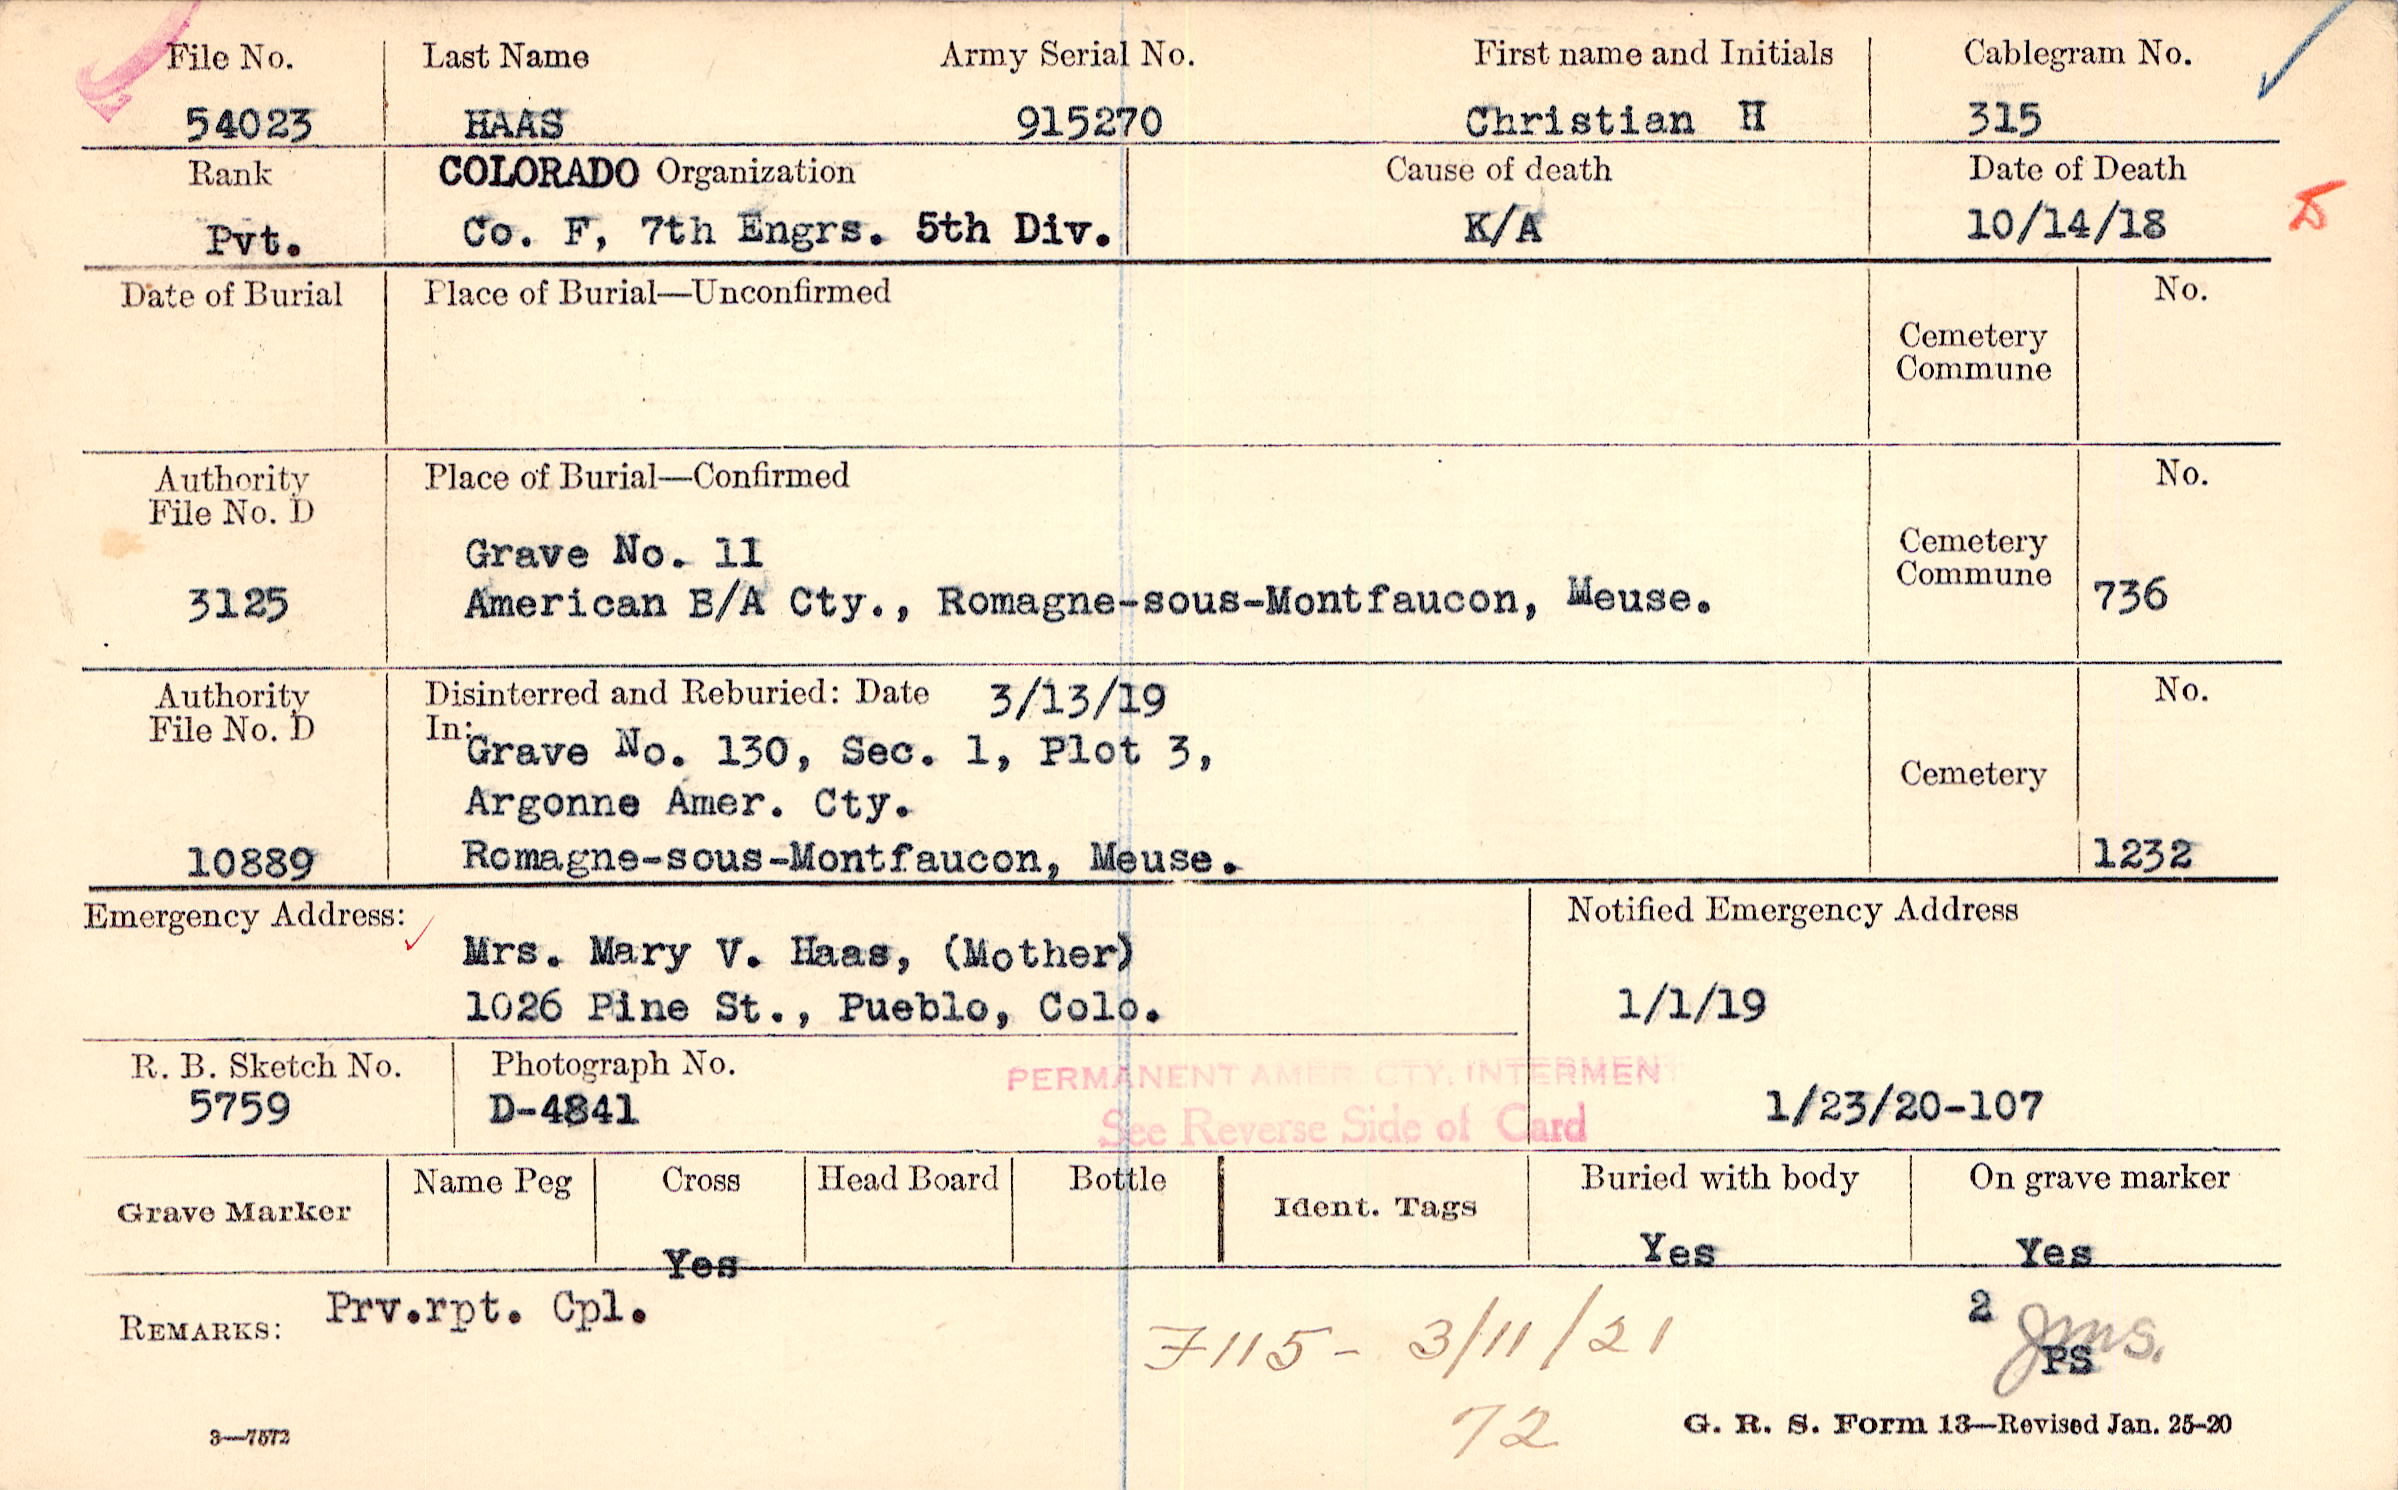 File No. Last Name Army Serial No. First name and Initials Cablegram No.
54023 HAAS 915270 Christian H 315
Rank COLORADO Organization Cause of death Date of Death
Pvt. Co. F, 7th Engrs. 5th Div. K/A 10/14/18
Date of Burial Place of Burial—Unconfirmed No.
Cemetery
Commune
Authority Place of Burial—Confirmed No.
File No. D
Grave No. 11 Cemetery
3125 American E/A Cty., Romagne-sous-Montfaucon, Meuse. Commune 736
Authority Disinterred and Reburied: Date 3/13/19 No.
File No. D In:
Grave No. 130, Sec. 1, Plot 3,
Cemetery
Argonne Amer. Cty.
10889 Romagne-sous-Montfaucon, Meuse. 1232
Emergency Address: Notified Emergency Address
Mrs. Mary V. Haas, (Mother)
1026 Pine St., Pueblo, Colo. 1/1/19
R. B. Sketch No. Photograph No. PERMANENT AMER CTY. INTERMENT
5759 D-4841 See Reverse Side of Card 1/23/20-107
Grave Marker Name Peg Cross Head Board Bottle Ident. Tags Buried with body On grave marker
Yes Yes Yes
REMARKS: Prv.rpt. Cpl. 2
F115- 3/11/21 JMS.
PS
72
3—7572 G. R. S. Form 13—Revised Jan. 25-20